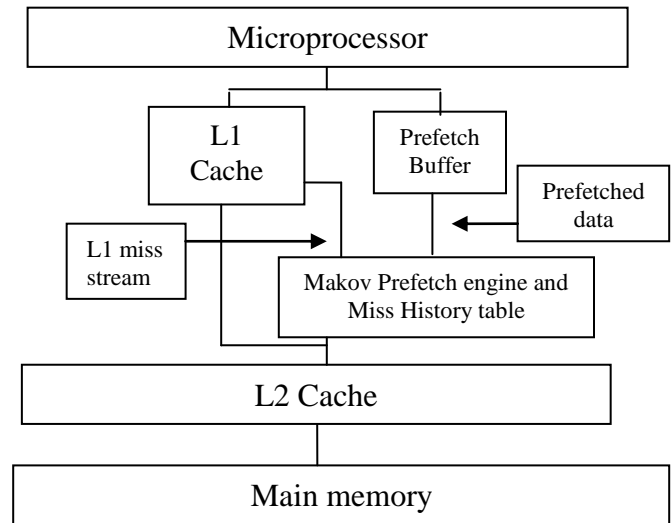 Microprocessor
L1
Cache
Prefetch
Buffer
Prefetched
data
L1 miss
stream
Makov Prefetch engine and
Miss History table
L2 Cache
Main memory